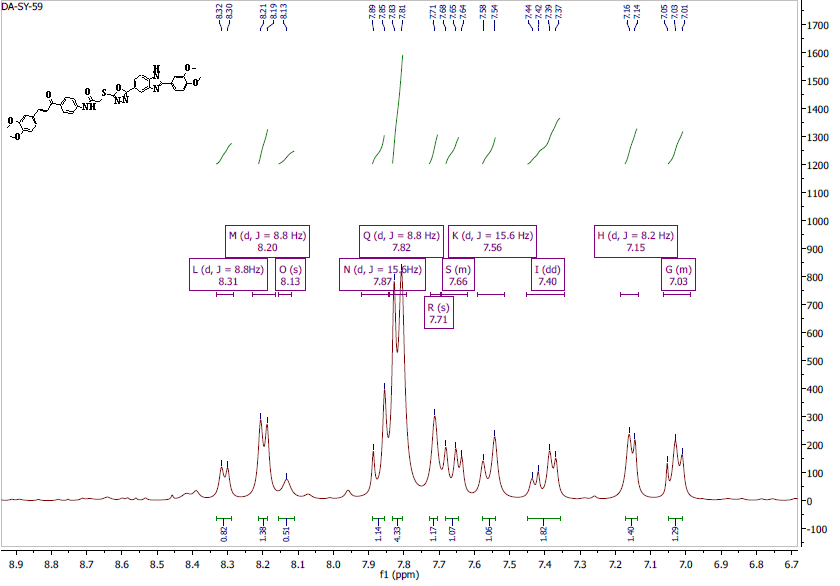 DA-SY-59
8.32
8.30
8.21
8.19
8.13
7.89
7.85
7.83
7.81
7.71
7.68
7.65
7.64
7.58
7.54
7.44
7.42
7.39
7.37
7.16
7.14
7.05
7.03
7.01
O
O
O
NH
S
O
N
N
H
N
N
O
O
O
M (d, J = 8.8 Hz)
8.20
Q (d, J = 8.8 Hz)
7.82
K (d, J = 15.6 Hz)
7.56
H (d, J = 8.2 Hz)
7.15
L (d, J = 8.8Hz)
8.31
O (s)
8.13
N (d, J = 15.6Hz)
7.87
S (m)
7.66
I (dd)
7.40
G (m)
7.03
R (s)
7.71
0.82
1.38
0.51
1.14
4.33
1.17
1.07
1.06
1.82
1.40
1.29
1700
1600
1500
1400
1300
1200
1100
1000
900
800
700
600
500
400
300
200
100
0
-100
8.9 8.8 8.7 8.6 8.5 8.4 8.3 8.2 8.1 8.0 7.9 7.8 7.7 7.6 7.5 7.4 7.3 7.2 7.1 7.0 6.9 6.8 6.7
f1 (ppm)